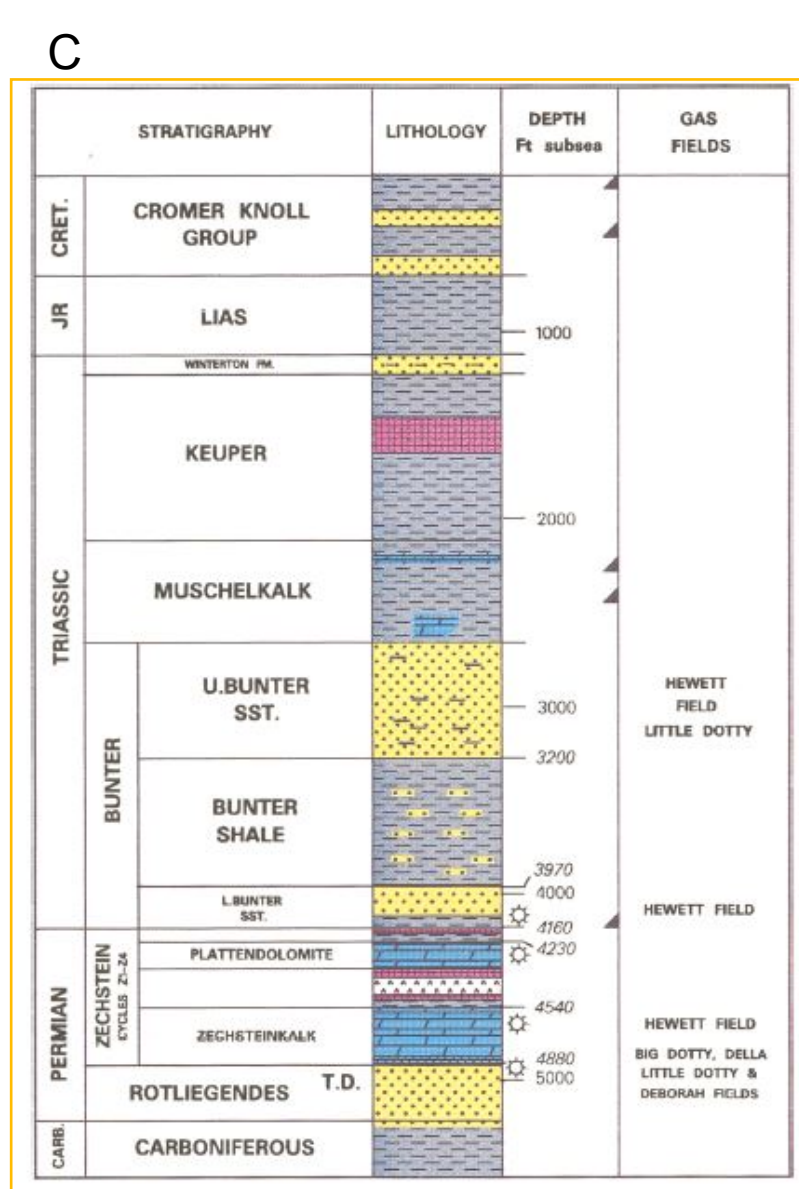 C
STRATIGRAPHY
LITHOLOGY
DEPTH
Ft subsea
GAS
FIELDS
CRET.
CROMER KNOLL
GROUP
JR
LIAS
1000
TRIASSIC
WINTERTON FM.
KEUPER
2000
MUSCHELKALK
BUNTER
U.BUNTER
SST.
3000
HEWETT
FIELD
LITTLE DOTTY
3200
BUNTER
SHALE
3970
4000
L.BUNTER
SST.
HEWETT FIELD
4160
PERMIAN
ZECHSTEIN
CYCLES Z1-Z4
PLATTENDOLOMITE
4230
4540
ZECHSTEINKALK
HEWETT FIELD
4880
BIG DOTTY, DELLA
LITTLE DOTTY &
DEBORAH FIELDS
5000
ROTLIEGENDES T.D.
CARB.
CARBONIFEROUS